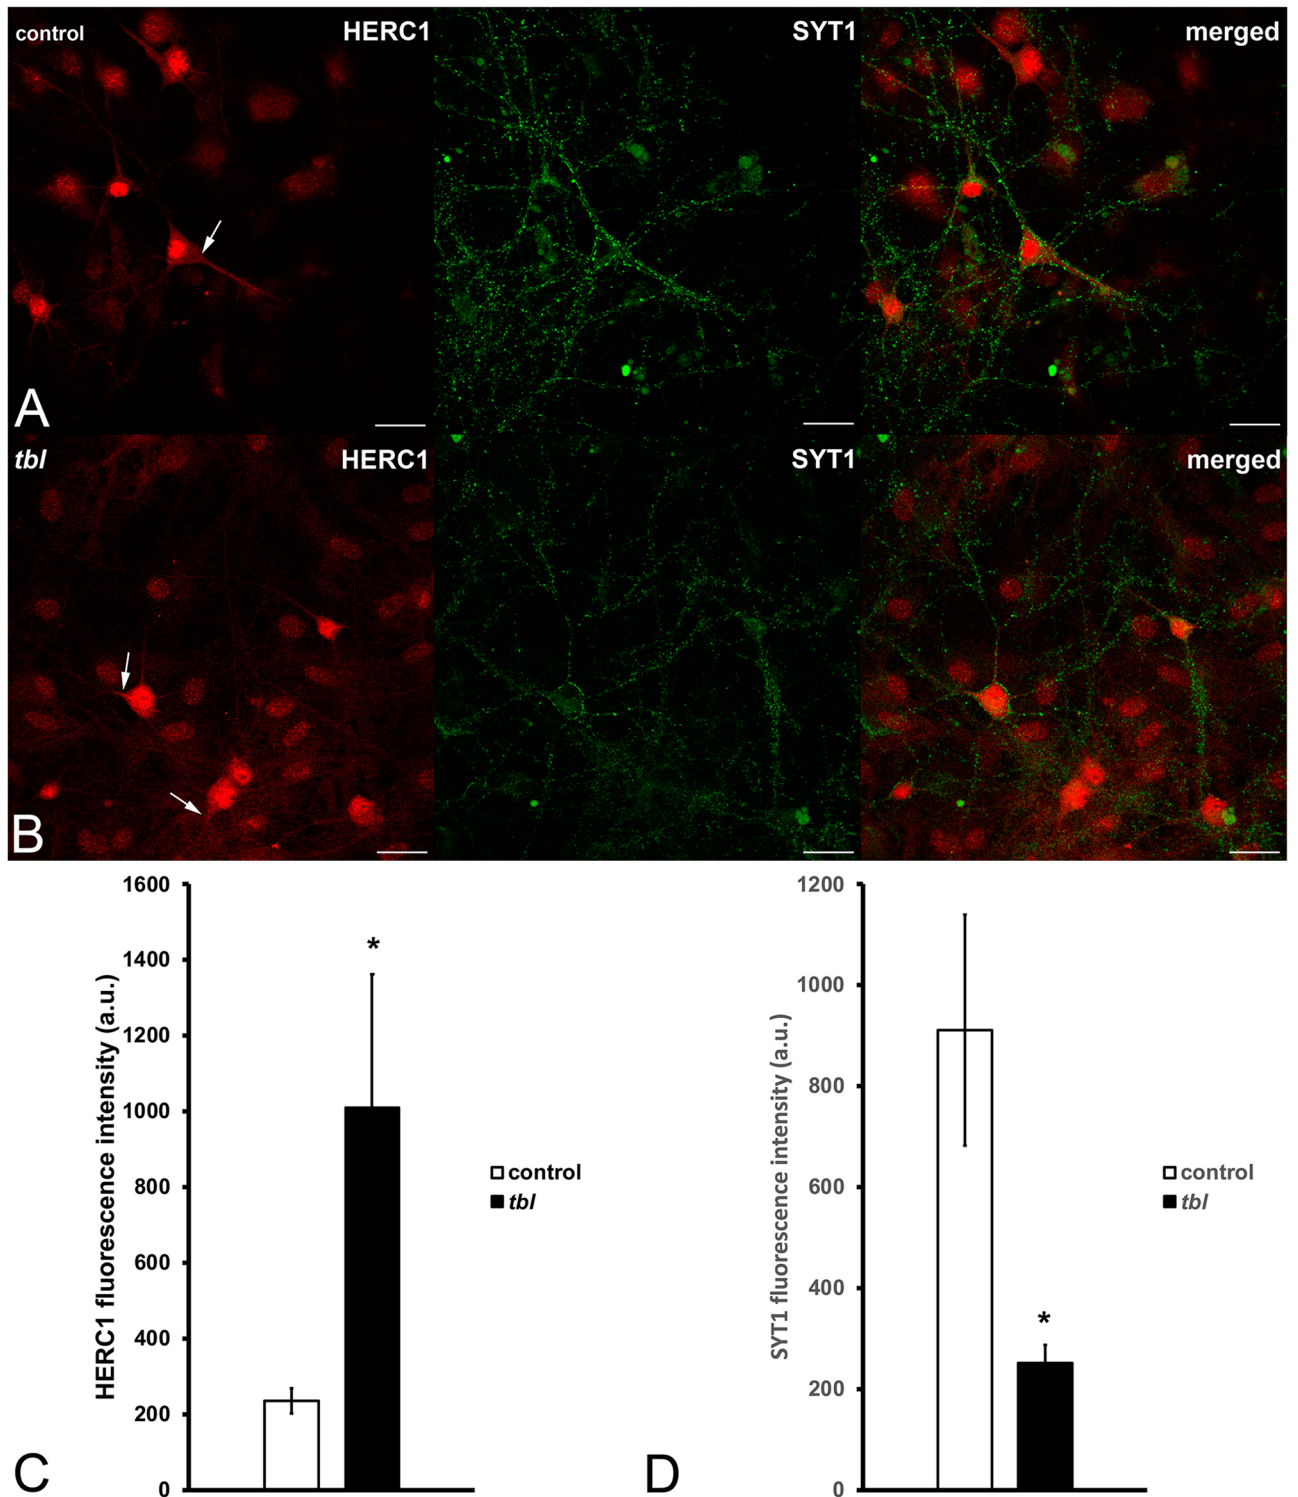 control HERC1 SYT1 merged
A
tbl HERC1 SYT1 merged
B
1600
1400
1200
1000
800
600
400
200
0
HERC1 fluorescence intensity (a.u.)
*
control
tbl
C
1200
1000
800
600
400
200
0
SYT1 fluorescence intensity (a.u.)
*
control
tbl
D